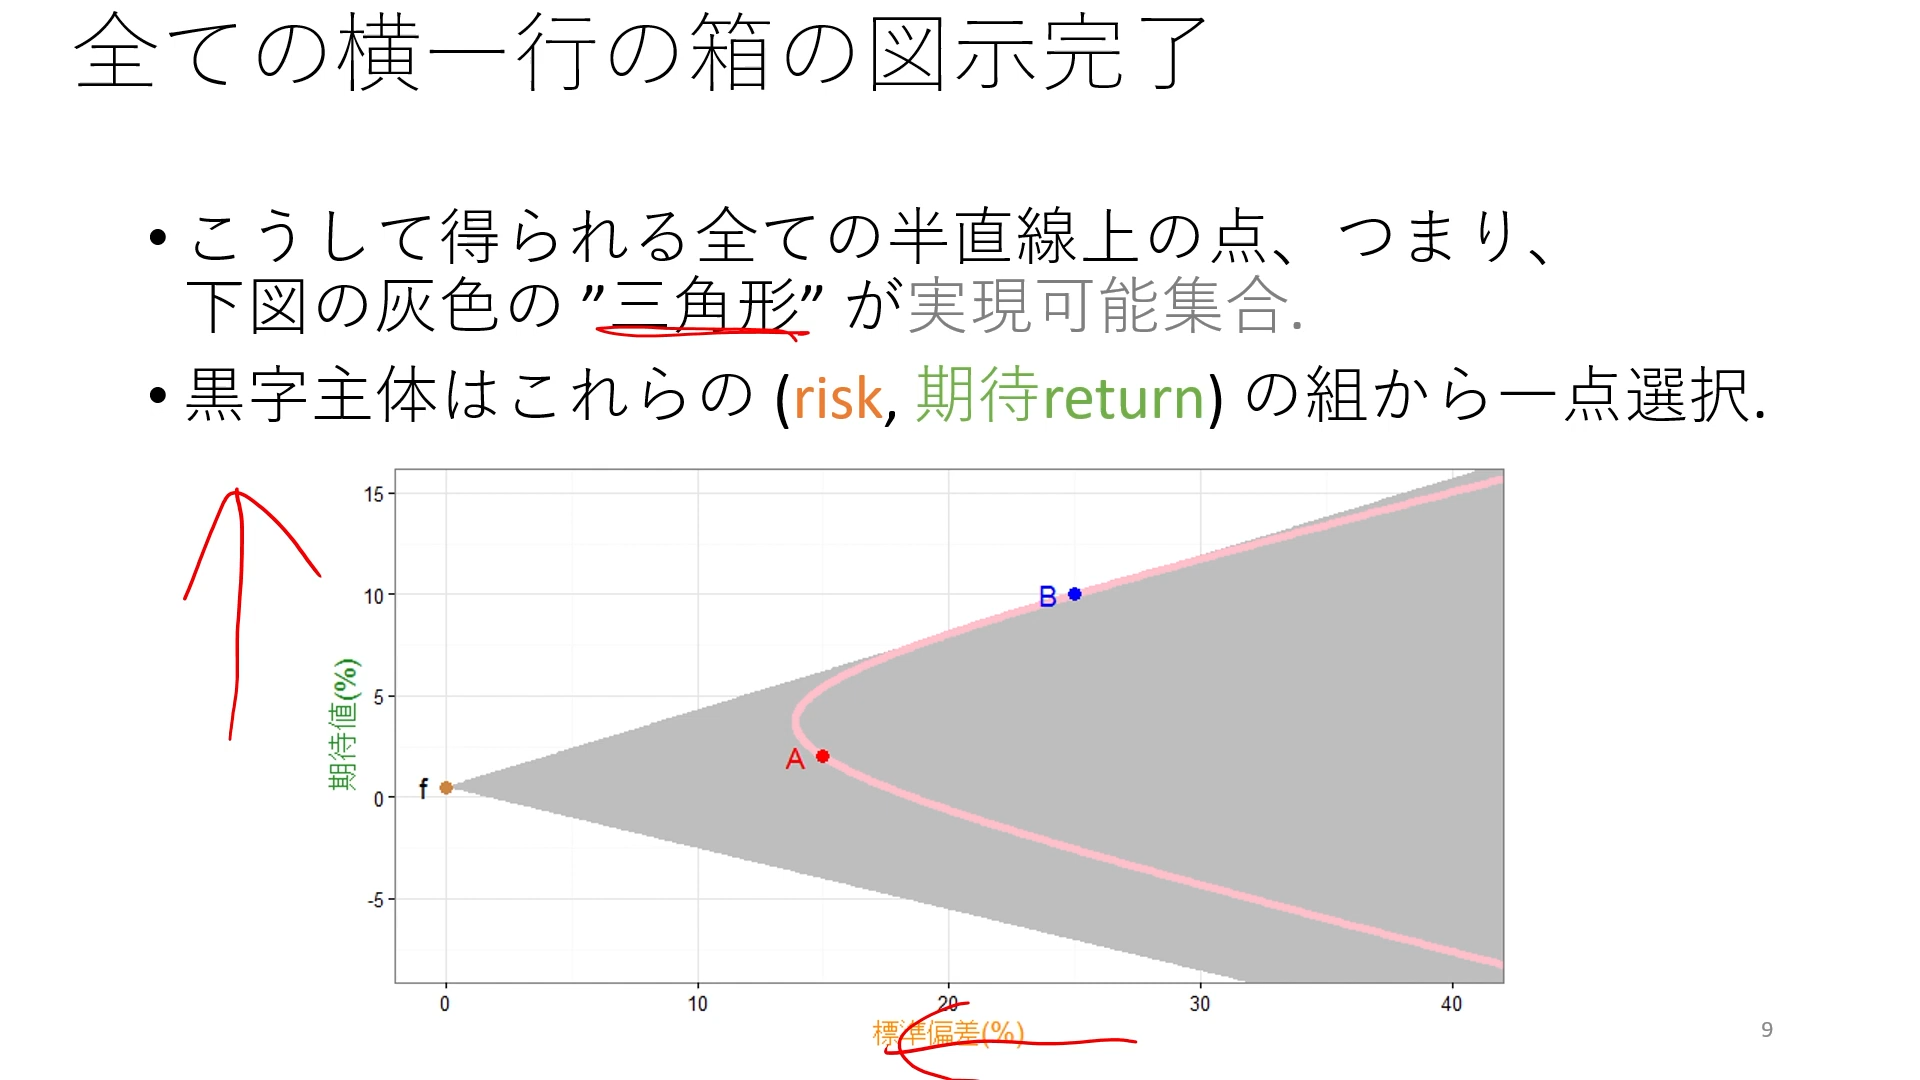 全ての横一行の箱の図示完了
• こうして得られる全ての半直線上の点、つまり、
下図の灰色の ”三角形” が実現可能集合.
• 黒字主体はこれらの (risk, 期待return) の組から一点選択.
15
10
5
0
-5
期待値(%)
B
A
f
0 10 20 30 40
標準偏差(%)
9